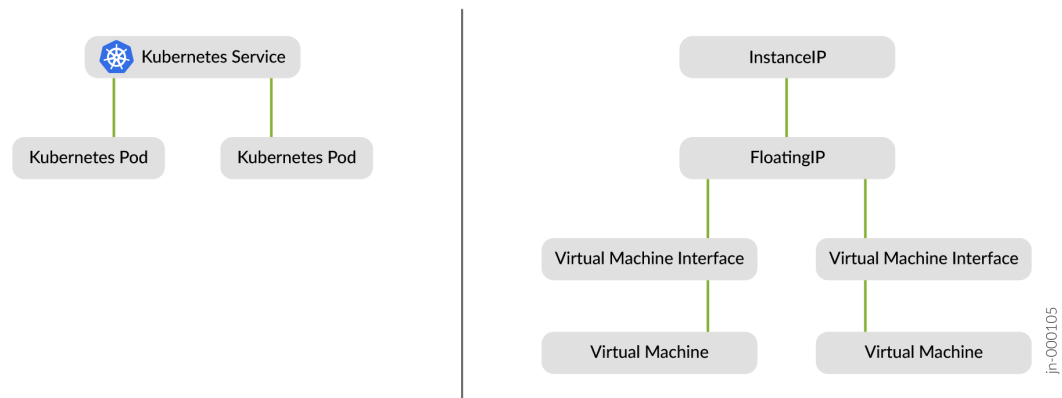 Kubernetes Service
Kubernetes Pod
Kubernetes Pod
InstanceIP
FloatingIP
Virtual Machine Interface
Virtual Machine Interface
Virtual Machine
Virtual Machine
jn-000105